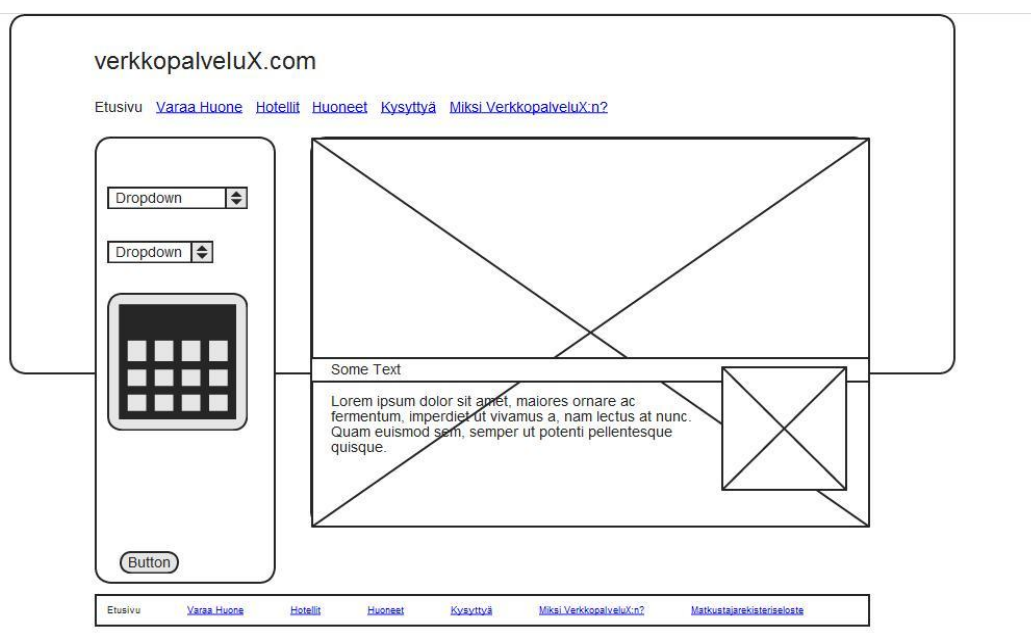 verkkopalveluX.com
Etusivu Varaa Huone Hotellit Huoneet Kysyttyä Miksi VerkkopalveluX:n?
Dropdown
Dropdown
Button
Some Text
Lorem ipsum dolor sit amet, maiores ornare ac
fermentum, imperdiet ut vivamus a, nam lectus at nunc.
Quam euismod sem, semper ut potenti pellentesque
quisque.
Etusivu Varaa Huone Hotellit Huoneet Kysyttyä Miksi VerkkopalveluX:n? Matkustajarekisteriseloste